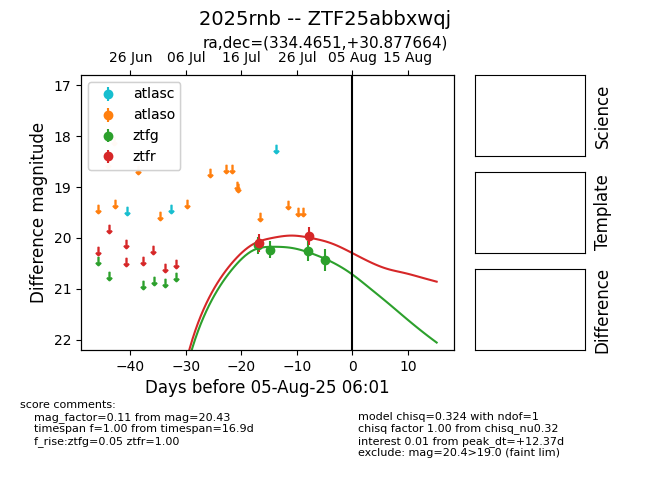 2025rnb -- ZTF25abbxwqj
ra,dec=(334.4651,+30.877664)
26 Jun 06 Jul 16 Jul 26 Jul 05 Aug 15 Aug
17
18
19
20
21
22
Difference magnitude
atlasc
atlaso
ztfg
ztfr
−40 −30 −20 −10 0 10
Days before 05-Aug-25 06:01
Science
Template
Difference
score comments:
mag_factor=0.11 from mag=20.43
timespan f=1.00 from timespan=16.9d
f_rise:ztfg=0.05 ztfr=1.00
model chisq=0.324 with ndof=1
chisq factor 1.00 from chisq_nu0.32
interest 0.01 from peak_dt=+12.37d
exclude: mag=20.4>19.0 (faint lim)